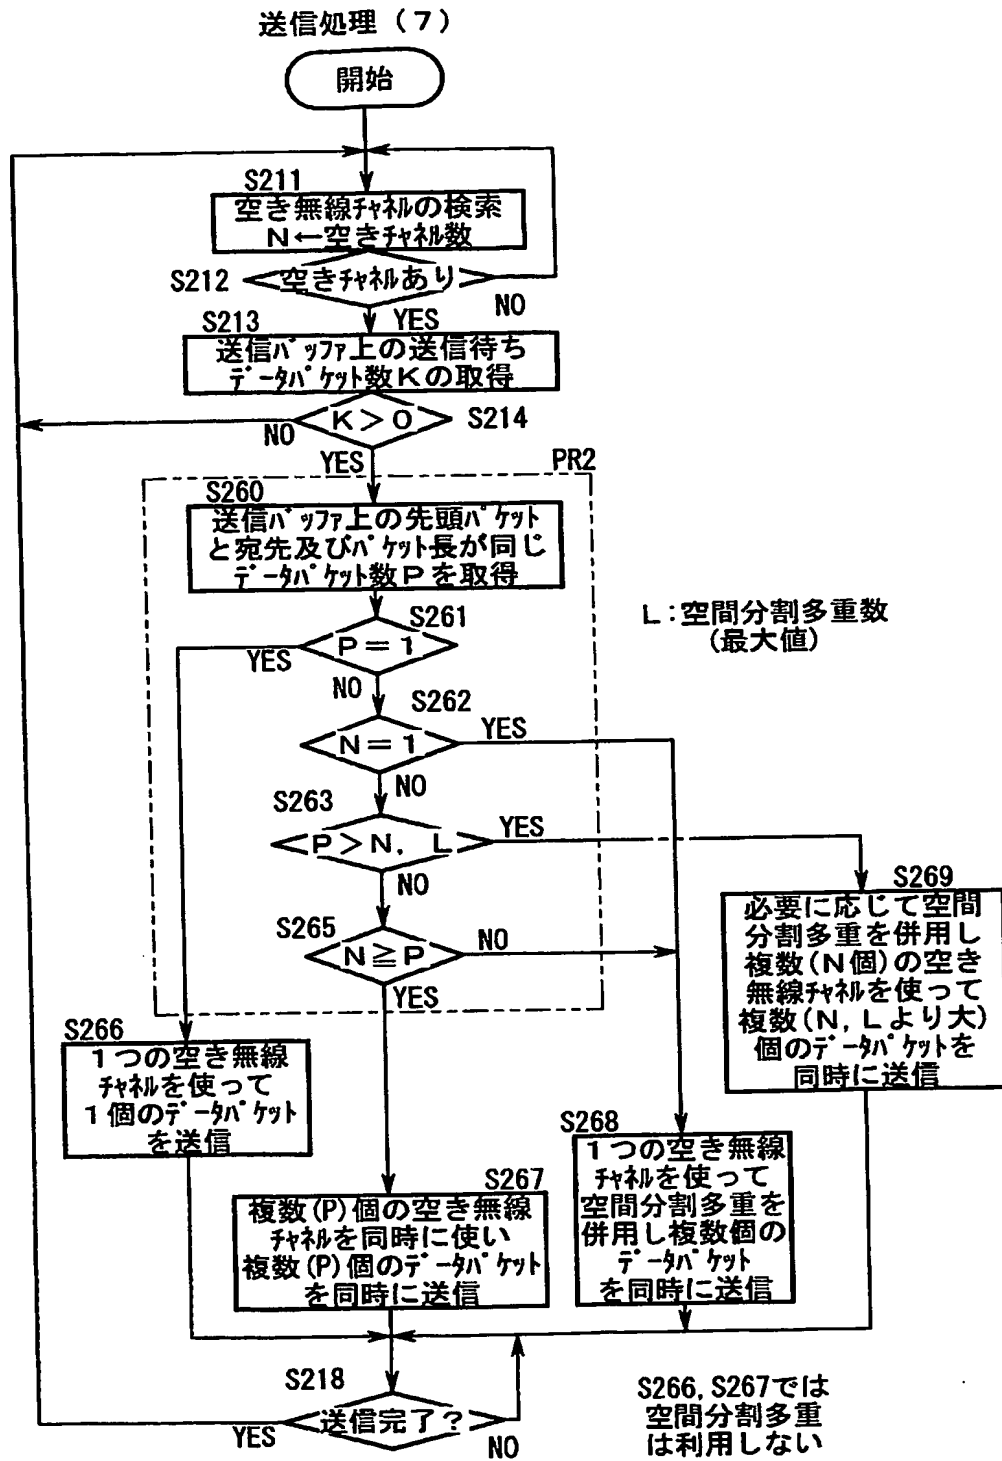 送信処理(7)
開始
S211
空き無線チャネルの検索
N←空きチャネル数
S212
空きチャネルあり
NO
YES
S213
送信バッファ上の送信待ち
データパケット数Kの取得
K>0
S214
NO
YES
PR2
S260
送信バッファ上の先頭パケット
と宛先及びパケット長が同じ
データパケット数Pを取得
L:空間分割多重数
(最大値)
S261
P=1
YES
NO
S262
N=1
YES
NO
S263
P>N, L
YES
NO
S265
N≧P
NO
YES
S269
必要に応じて空間
分割多重を併用し
複数(N個)の空き
無線チャネルを使って
複数(N, Lより大)
個のデータパケットを
同時に送信
S266
1つの空き無線
チャネルを使って
1個のデータパケット
を送信
S268
1つの空き無線
チャネルを使って
空間分割多重を
併用し複数個の
データパケット
を同時に送信
S267
複数(P)個の空き無線
チャネルを同時に使い
複数(P)個のデータパケット
を同時に送信
S218
送信完了?
YES
NO
S266, S267では
空間分割多重
は利用しない